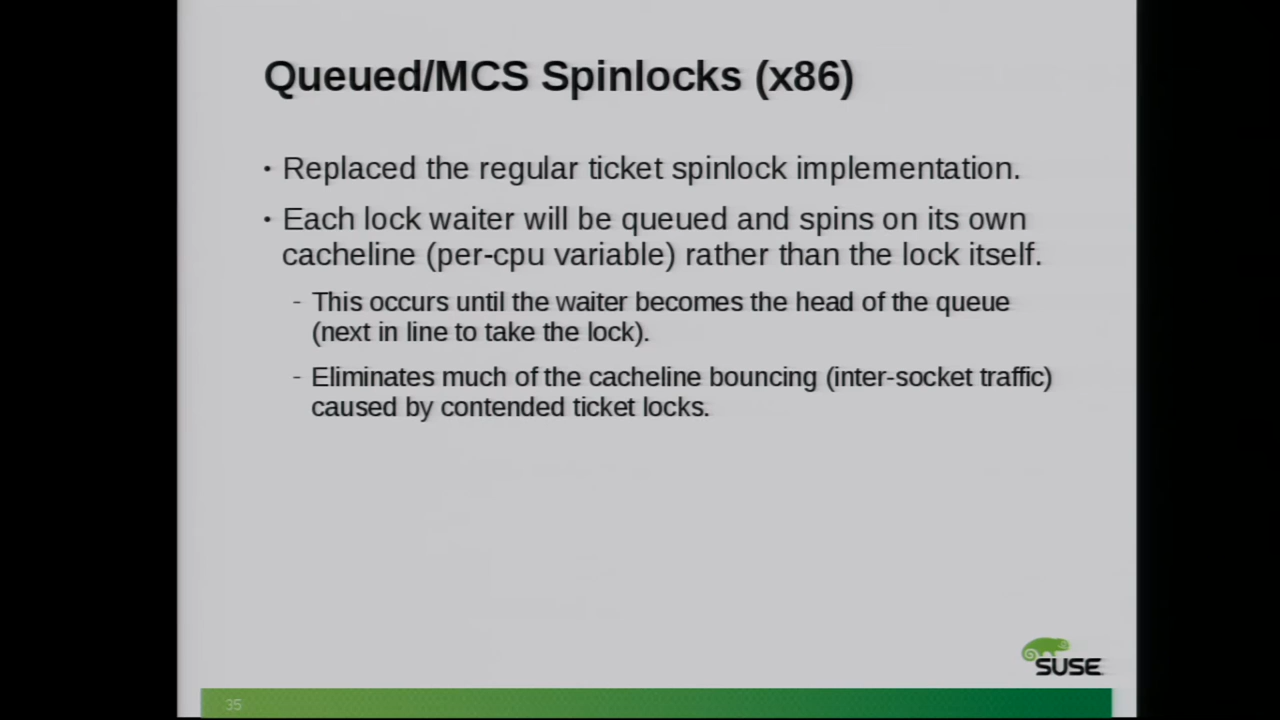 Queued/MCS Spinlocks (x86)
• Replaced the regular ticket spinlock implementation.
• Each lock waiter will be queued and spins on its own
cacheline (per-cpu variable) rather than the lock itself.
- This occurs until the waiter becomes the head of the queue
(next in line to take the lock).
- Eliminates much of the cacheline bouncing (inter-socket traffic)
caused by contended ticket locks.
SUSE
35